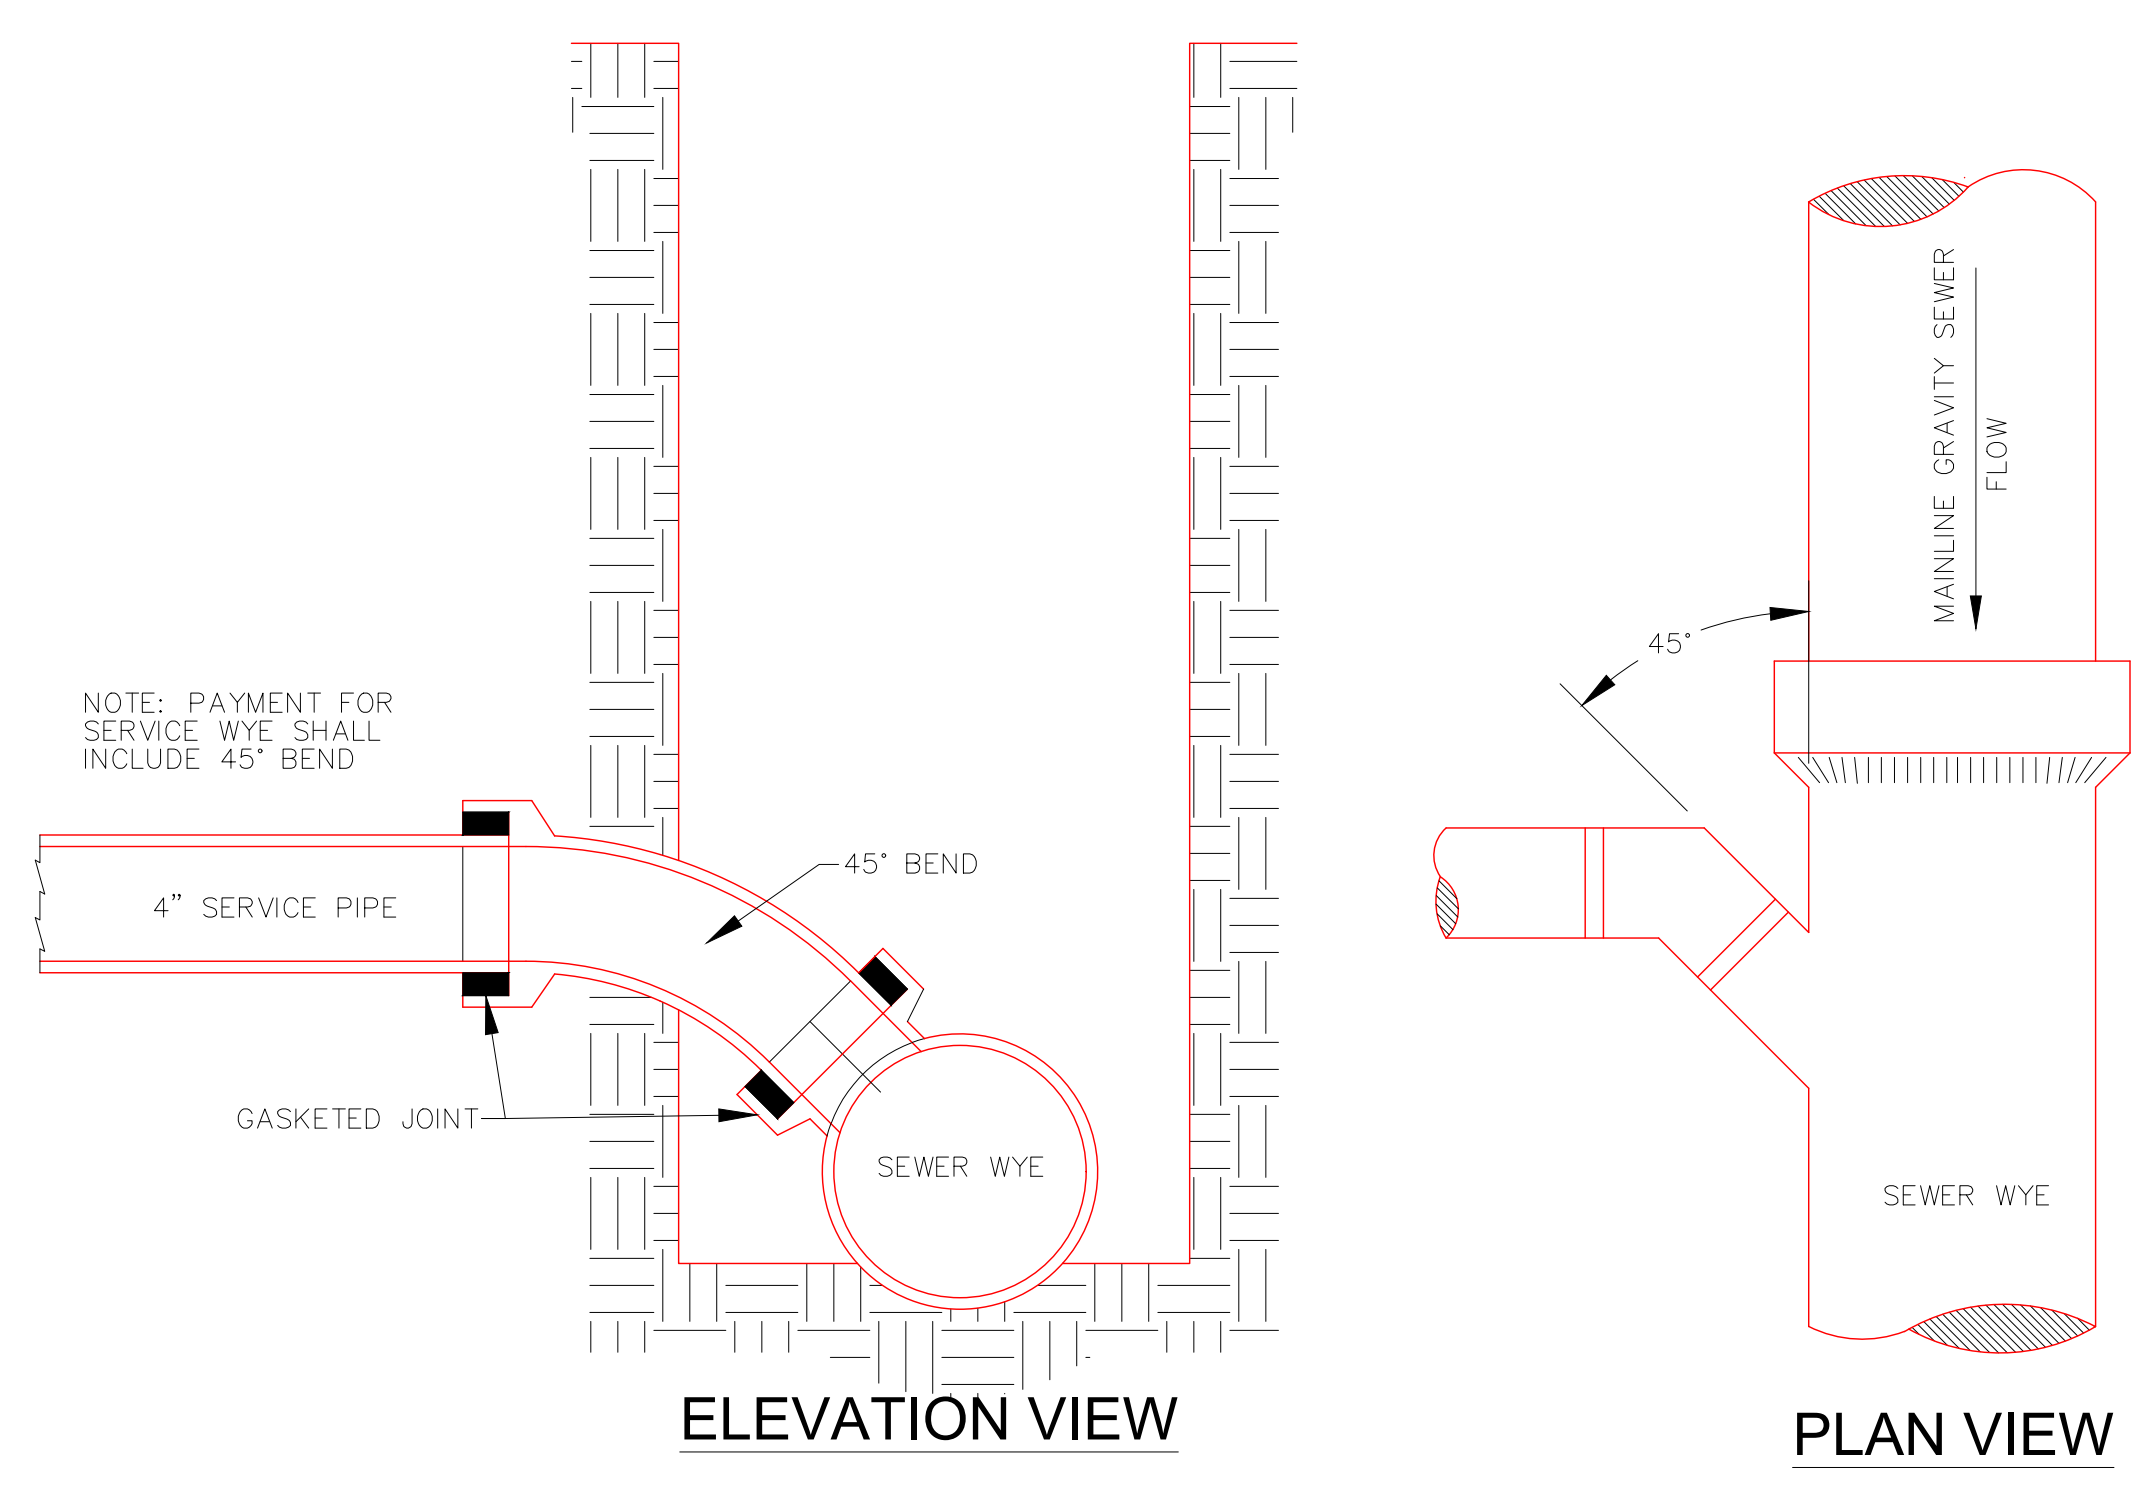 NOTE: PAYMENT FOR
SERVICE WYE SHALL
INCLUDE 45° BEND
4” SERVICE PIPE
45° BEND
GASKETED JOINT
SEWER WYE
ELEVATION VIEW
MAINLINE GRAVITY SEWER
FLOW
45°
SEWER WYE
PLAN VIEW